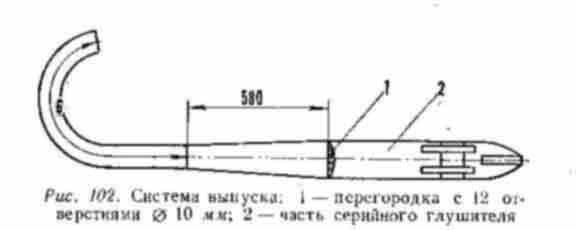 580
1
2
Рис. 102. Система выпуска: 1 — перегородка с 12 от-
верстиями ⌀ 10 мм; 2 — часть серийного глушителя